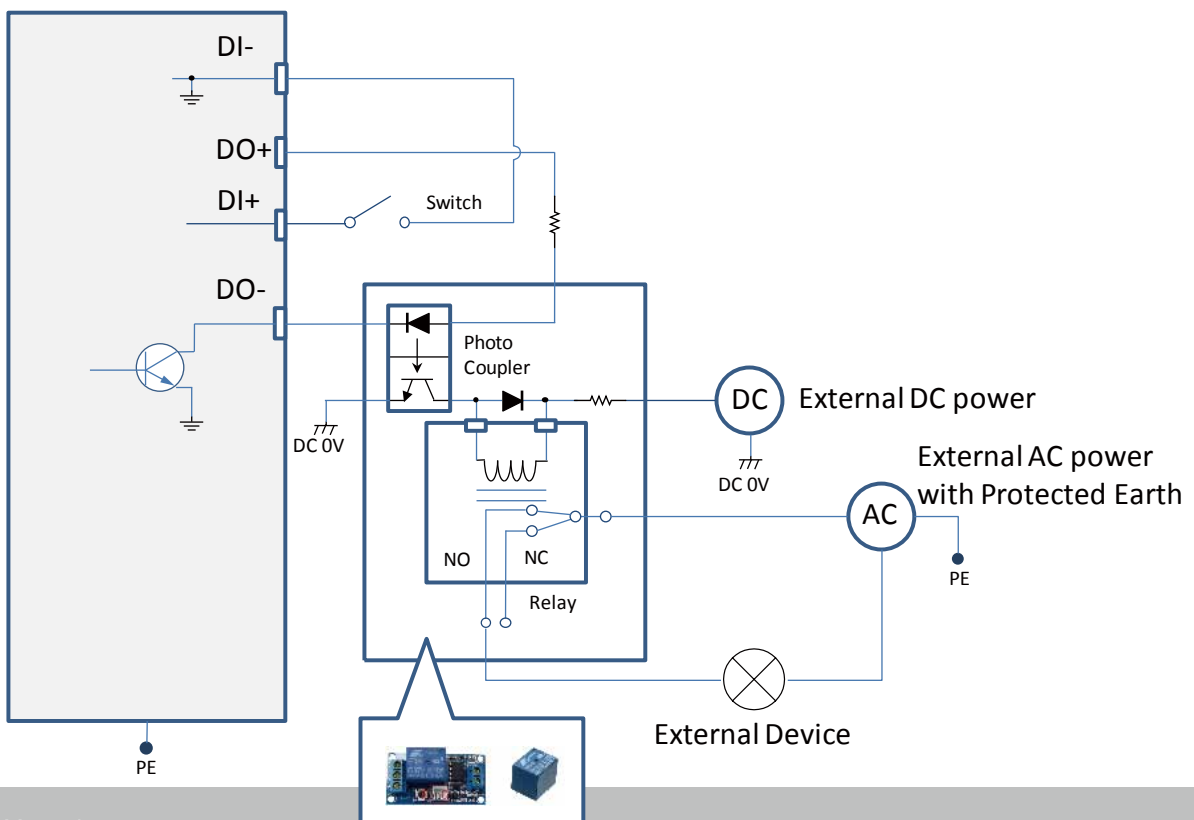 DI-
DO+
DI+
Switch
DO-
Photo
Coupler
DC
External DC power
DC 0V
DC 0V
External AC power
with Protected Earth
AC
NO
NC
PE
Relay
External Device
PE